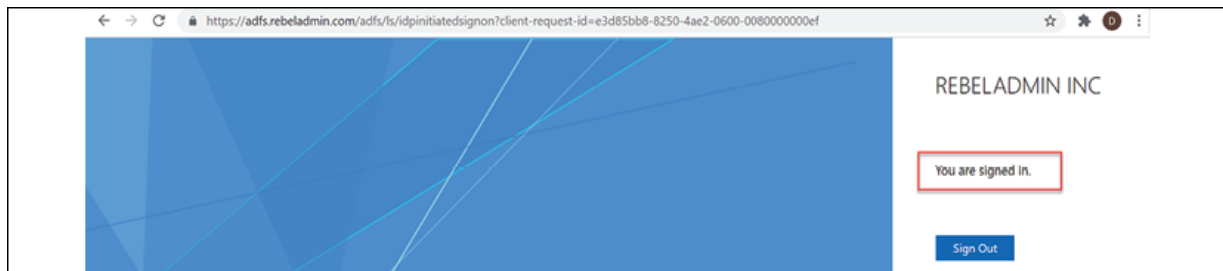 https://adfs.rebeladmin.com/adfs/ls/idpinitiatedsignon?client-request-id=e3d85bb8-8250-4ae2-0600-0080000000ef
D
REBELADMIN INC
You are signed in.
Sign Out